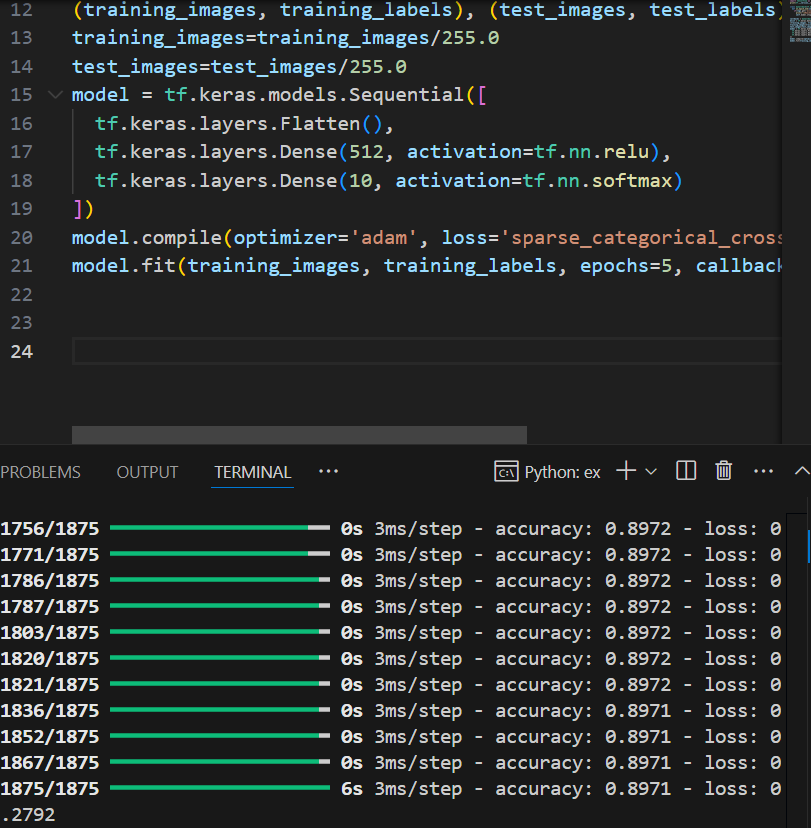 12 (training_images, training_labels), (test_images, test_labels)
13 training_images=training_images/255.0
14 test_images=test_images/255.0
15 model = tf.keras.models.Sequential([
16 tf.keras.layers.Flatten(),
17 tf.keras.layers.Dense(512, activation=tf.nn.relu),
18 tf.keras.layers.Dense(10, activation=tf.nn.softmax)
19 ])
20 model.compile(optimizer='adam', loss='sparse_categorical_cross
21 model.fit(training_images, training_labels, epochs=5, callback
22
23
24
PROBLEMS OUTPUT TERMINAL ··· Python: ex
1756/1875 0s 3ms/step - accuracy: 0.8972 - loss: 0
1771/1875 0s 3ms/step - accuracy: 0.8972 - loss: 0
1786/1875 0s 3ms/step - accuracy: 0.8972 - loss: 0
1787/1875 0s 3ms/step - accuracy: 0.8972 - loss: 0
1803/1875 0s 3ms/step - accuracy: 0.8972 - loss: 0
1820/1875 0s 3ms/step - accuracy: 0.8972 - loss: 0
1821/1875 0s 3ms/step - accuracy: 0.8972 - loss: 0
1836/1875 0s 3ms/step - accuracy: 0.8971 - loss: 0
1852/1875 0s 3ms/step - accuracy: 0.8971 - loss: 0
1867/1875 0s 3ms/step - accuracy: 0.8971 - loss: 0
1875/1875 6s 3ms/step - accuracy: 0.8971 - loss: 0
.2792